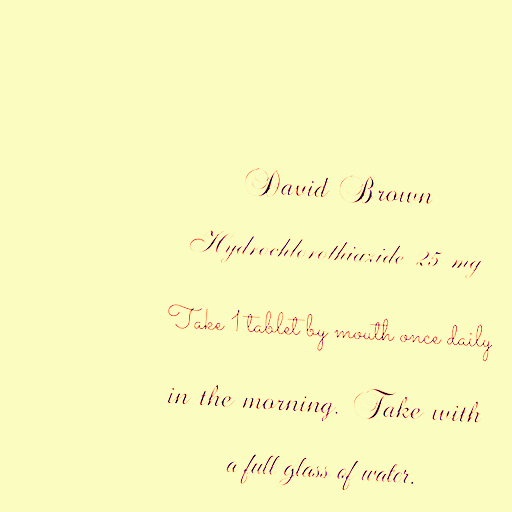 David Brown
Hydrochlorothiazide 25 mg
Take 1 tablet by mouth once daily
in the morning. Take with
a full glass of water.